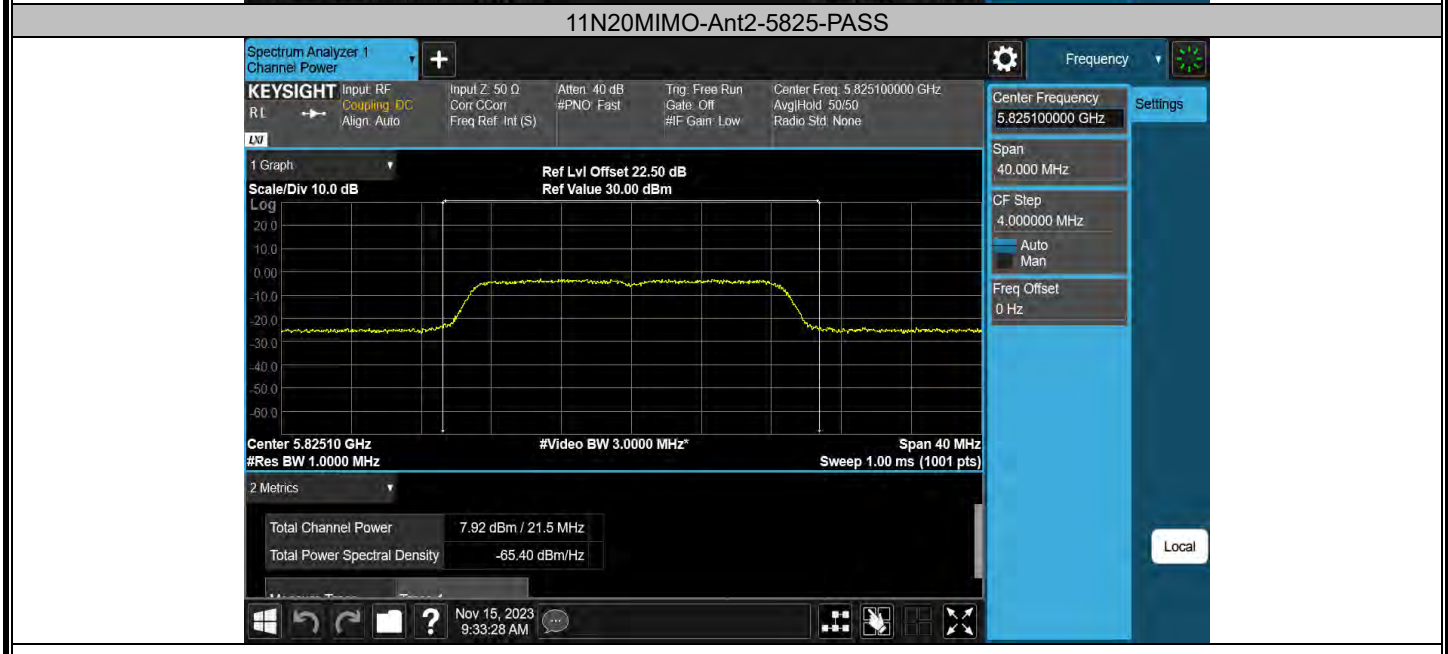 11N20MIMO-Ant2-5825-PASS
Spectrum Analyzer 1
Channel Power
+
Frequency
KEYSIGHT
RL
LXI
Input: RF
Coupling: DC
Align: Auto
Input Z: 50 Ω
Corr CCorr
Freq Ref: Int (S)
Atten: 40 dB
#PNO: Fast
Trig: Free Run
Gate: Off
#IF Gain: Low
Center Freq: 5.825100000 GHz
Avg|Hold: 50/50
Radio Std: None
Center Frequency
5.825100000 GHz
Settings
Span
40.000 MHz
CF Step
4.000000 MHz
Auto
Man
Freq Offset
0 Hz
1 Graph
Scale/Div 10.0 dB
Ref Lvl Offset 22.50 dB
Ref Value 30.00 dBm
Log
20.0
10.0
0.00
-10.0
-20.0
-30.0
-40.0
-50.0
-60.0
Center 5.82510 GHz
#Video BW 3.0000 MHz*
Span 40 MHz
#Res BW 1.0000 MHz
Sweep 1.00 ms (1001 pts)
2 Metrics
Total Channel Power 7.92 dBm / 21.5 MHz
Total Power Spectral Density -65.40 dBm/Hz
Local
?
Nov 15, 2023
9:33:28 AM